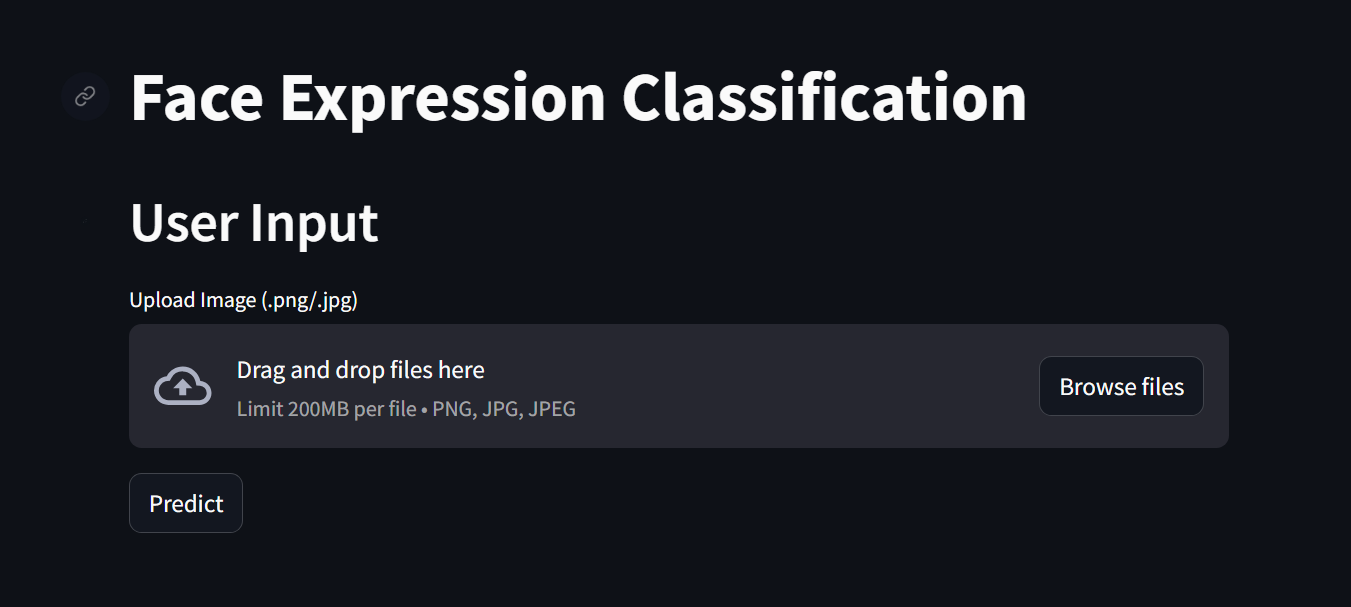 Face Expression Classification
User Input
Upload Image (.png/.jpg)
Drag and drop files here
Limit 200MB per file • PNG, JPG, JPEG
Browse files
Predict